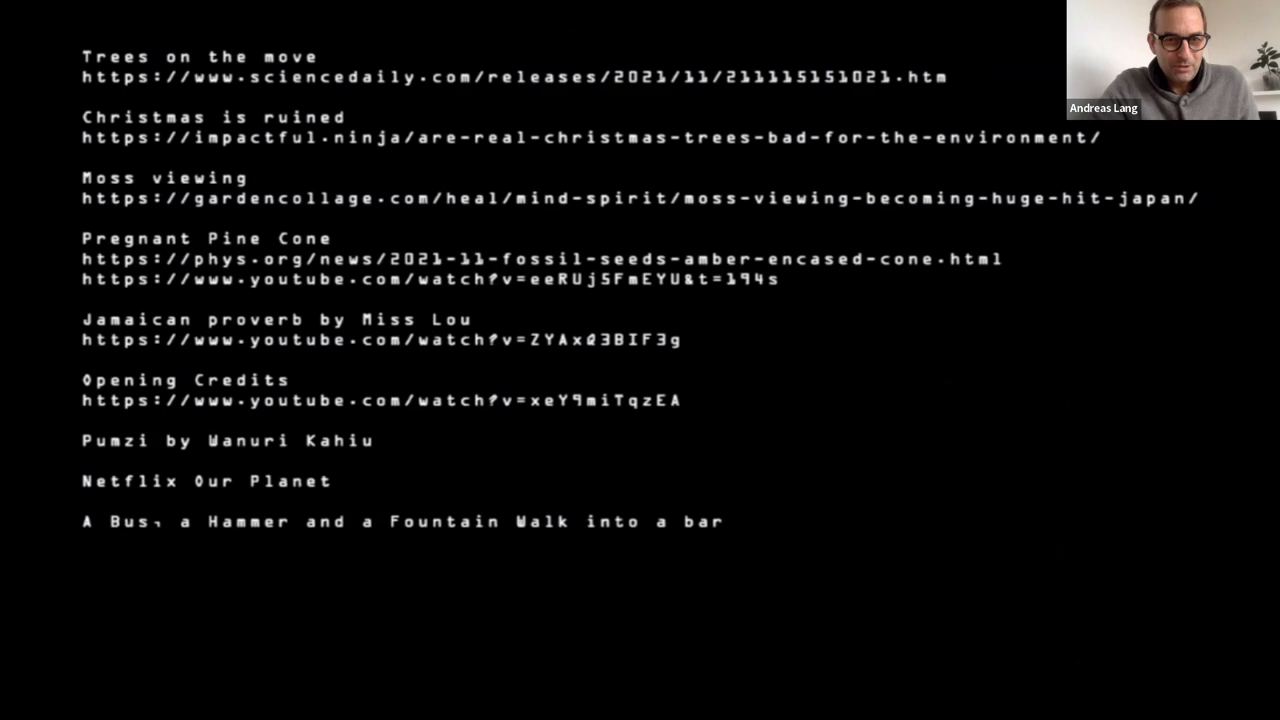 Trees on the move
https://www.sciencedaily.com/releases/2021/11/211115151021.htm
Christmas is ruined
https://impactful.ninja/are-real-christmas-trees-bad-for-the-environment/
Moss viewing
https://gardencollage.com/heal/mind-spirit/moss-viewing-becoming-huge-hit-japan/
Pregnant Pine Cone
https://phys.org/news/2021-11-fossil-seeds-amber-encased-cone.html
https://www.youtube.com/watch?v=eeRUj5FmEYU&t=194s
Jamaican proverb by Miss Lou
https://www.youtube.com/watch?v=ZYAxQ3BIF3g
Opening Credits
https://www.youtube.com/watch?v=xeY9miTqzEA
Pumzi by Wanuri Kahiu
Netflix Our Planet
A Bus, a Hammer and a Fountain Walk into a bar
Andreas Lang